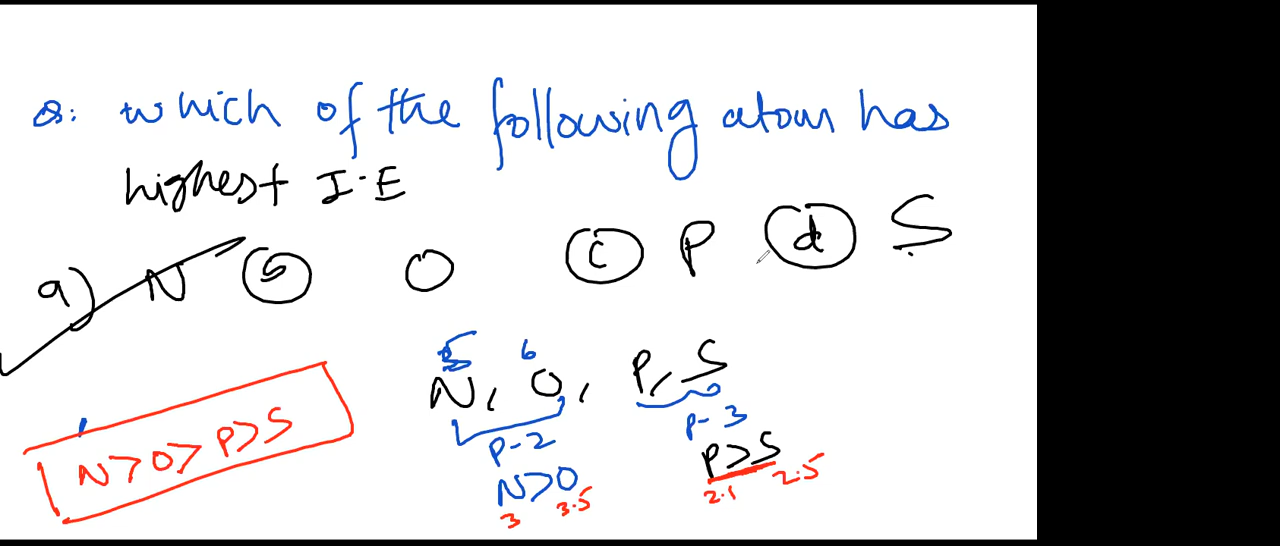 Q: which of the following atom has
highest I·E
a) N b O c P d S
5 6
N, O, P, S
P-2 P-3
N>O P>S
3 3.5 2.1 2.5
N>O>P>S